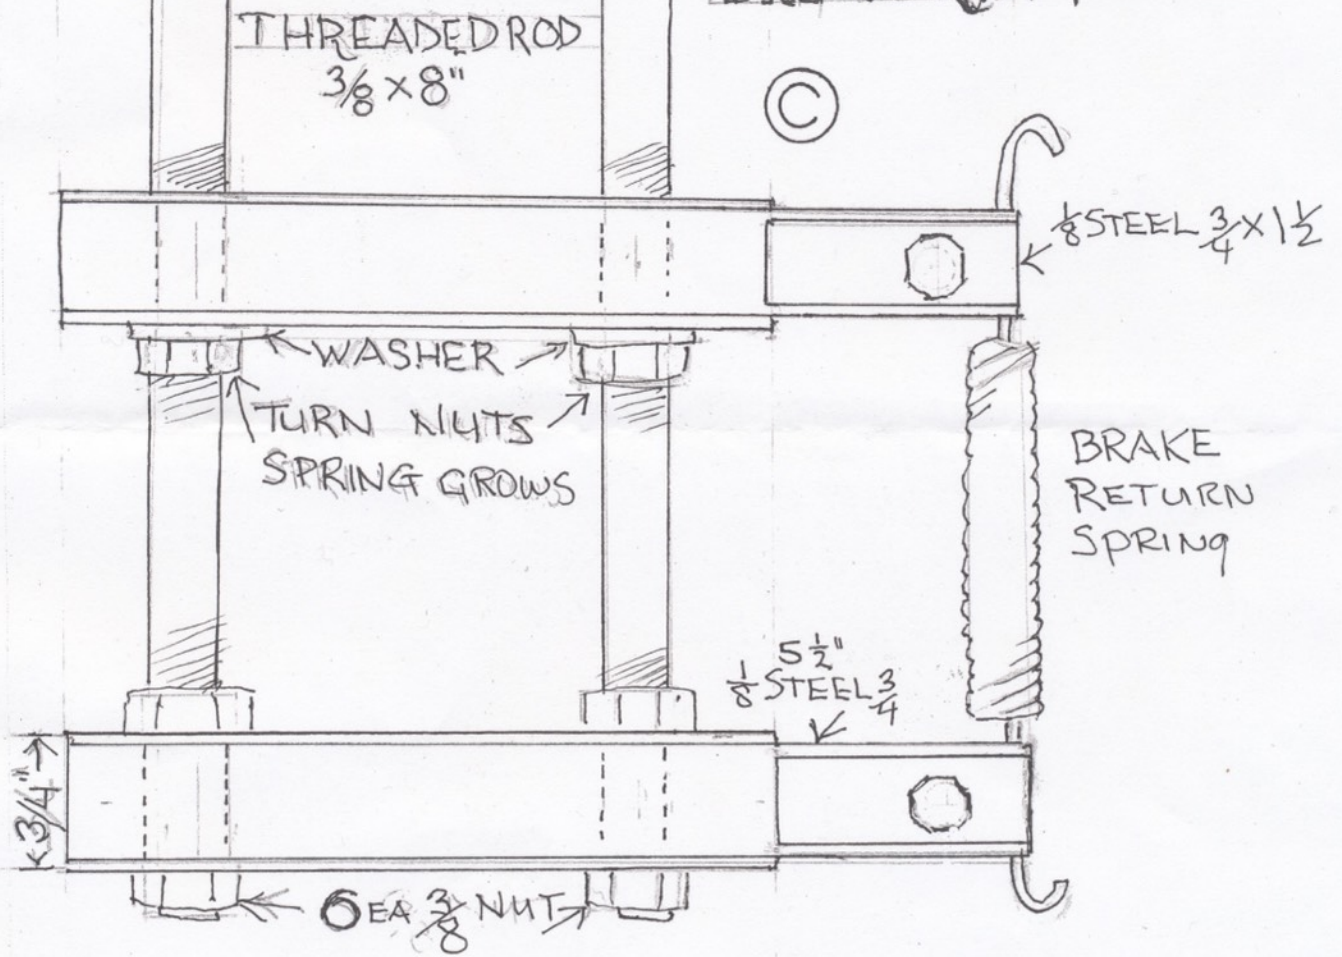 THREADED ROD
3/8 x 8"
©
1/8 STEEL 3/4 X 1 1/2
WASHER
TURN NUTS
SPRING GROWS
BRAKE
RETURN
SPRING
5 1/2"
1/8 STEEL 3/4
3/4"
6 EA 3/8 NUT